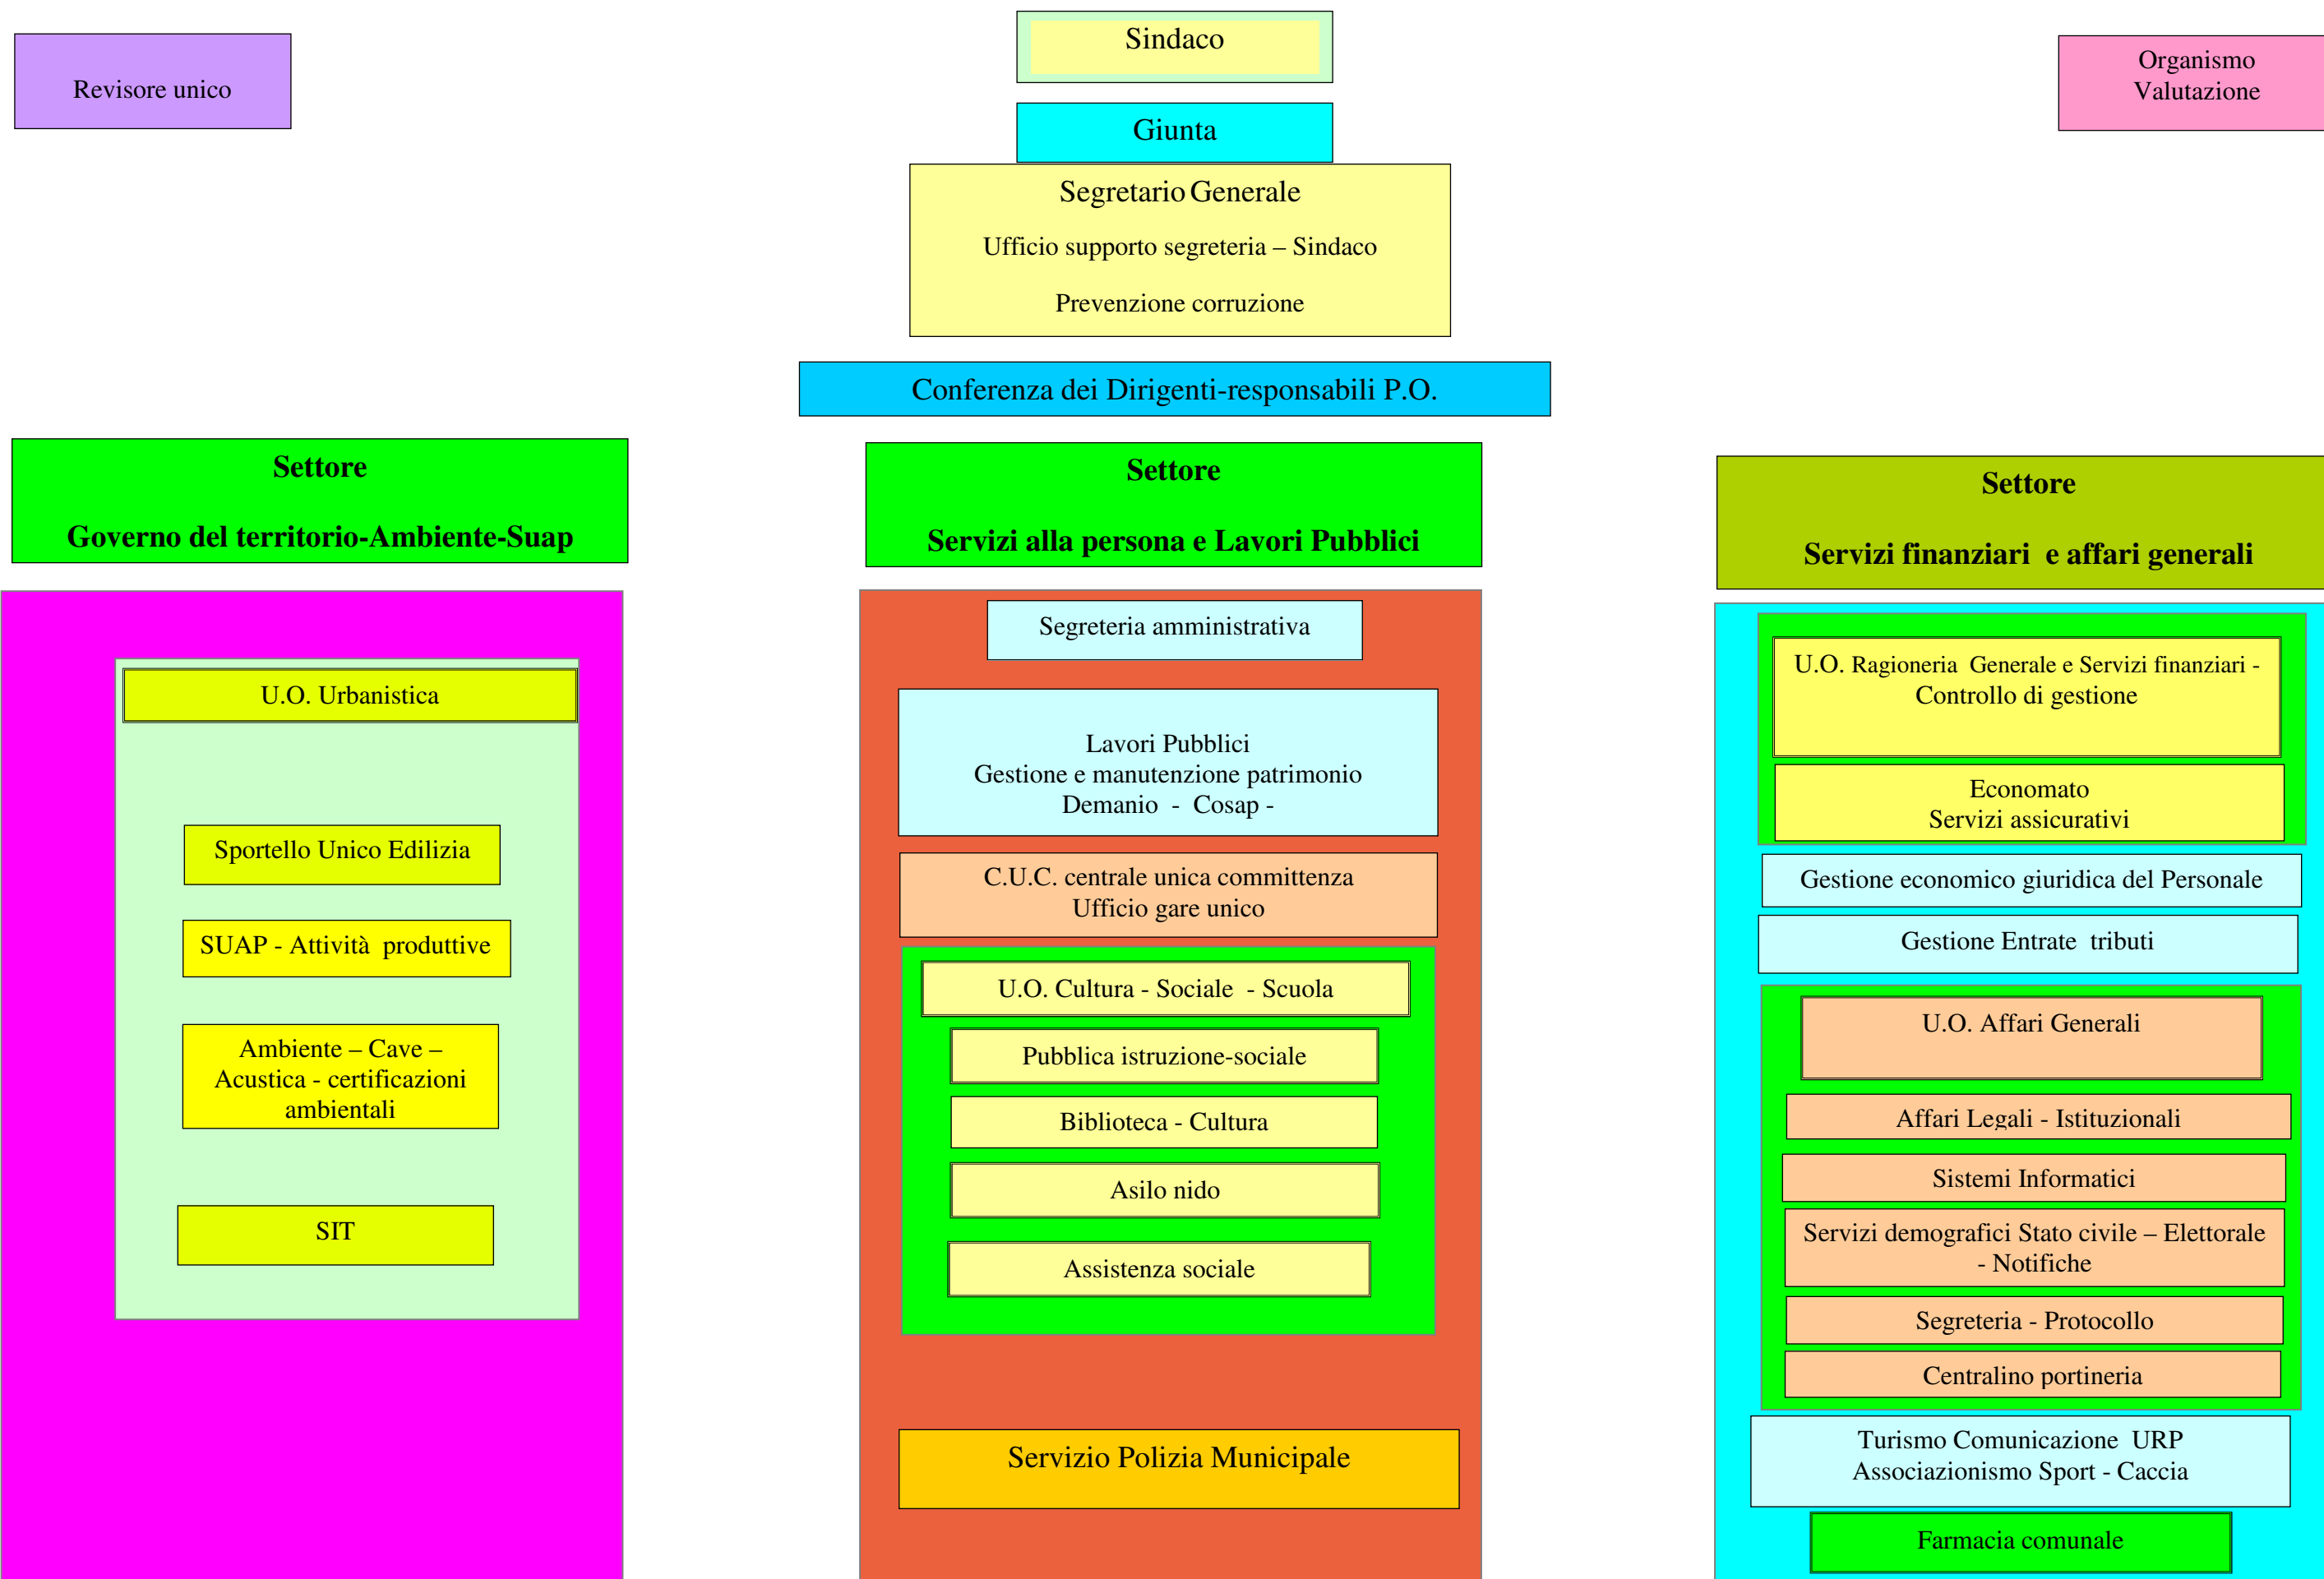 Revisore unico
Sindaco
Organismo
Valutazione
Giunta
Segretario Generale
Ufficio supporto segreteria – Sindaco
Prevenzione corruzione
Conferenza dei Dirigenti-responsabili P.O.
Settore
Governo del territorio-Ambiente-Suap
U.O. Urbanistica
Sportello Unico Edilizia
SUAP - Attività  produttive
Ambiente – Cave –
Acustica - certificazioni
ambientali
SIT
Settore
Servizi alla persona e Lavori Pubblici
Segreteria amministrativa
Lavori Pubblici
Gestione e manutenzione patrimonio
Demanio  -  Cosap -
C.U.C. centrale unica committenza
Ufficio gare unico
U.O. Cultura - Sociale  - Scuola
Pubblica istruzione-sociale
Biblioteca - Cultura
Asilo nido
Assistenza sociale
Servizio Polizia Municipale
Settore
Servizi finanziari  e affari generali
U.O. Ragioneria  Generale e Servizi finanziari -
Controllo di gestione
Economato
Servizi assicurativi
Gestione economico giuridica del Personale
Gestione Entrate  tributi
U.O. Affari Generali
Affari Legali - Istituzionali
Sistemi Informatici
Servizi demografici Stato civile – Elettorale
- Notifiche
Segreteria - Protocollo
Centralino portineria
Turismo Comunicazione  URP
Associazionismo Sport - Caccia
Farmacia comunale